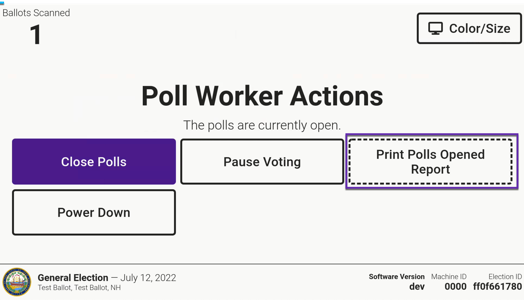 Ballots Scanned
1
Color/Size
Poll Worker Actions
The polls are currently open.
Close Polls
Pause Voting
Print Polls Opened
Report
Power Down
General Election — July 12, 2022
Test Ballot, Test Ballot, NH
Software Version
dev
Machine ID
0000
Election ID
ff0f661780